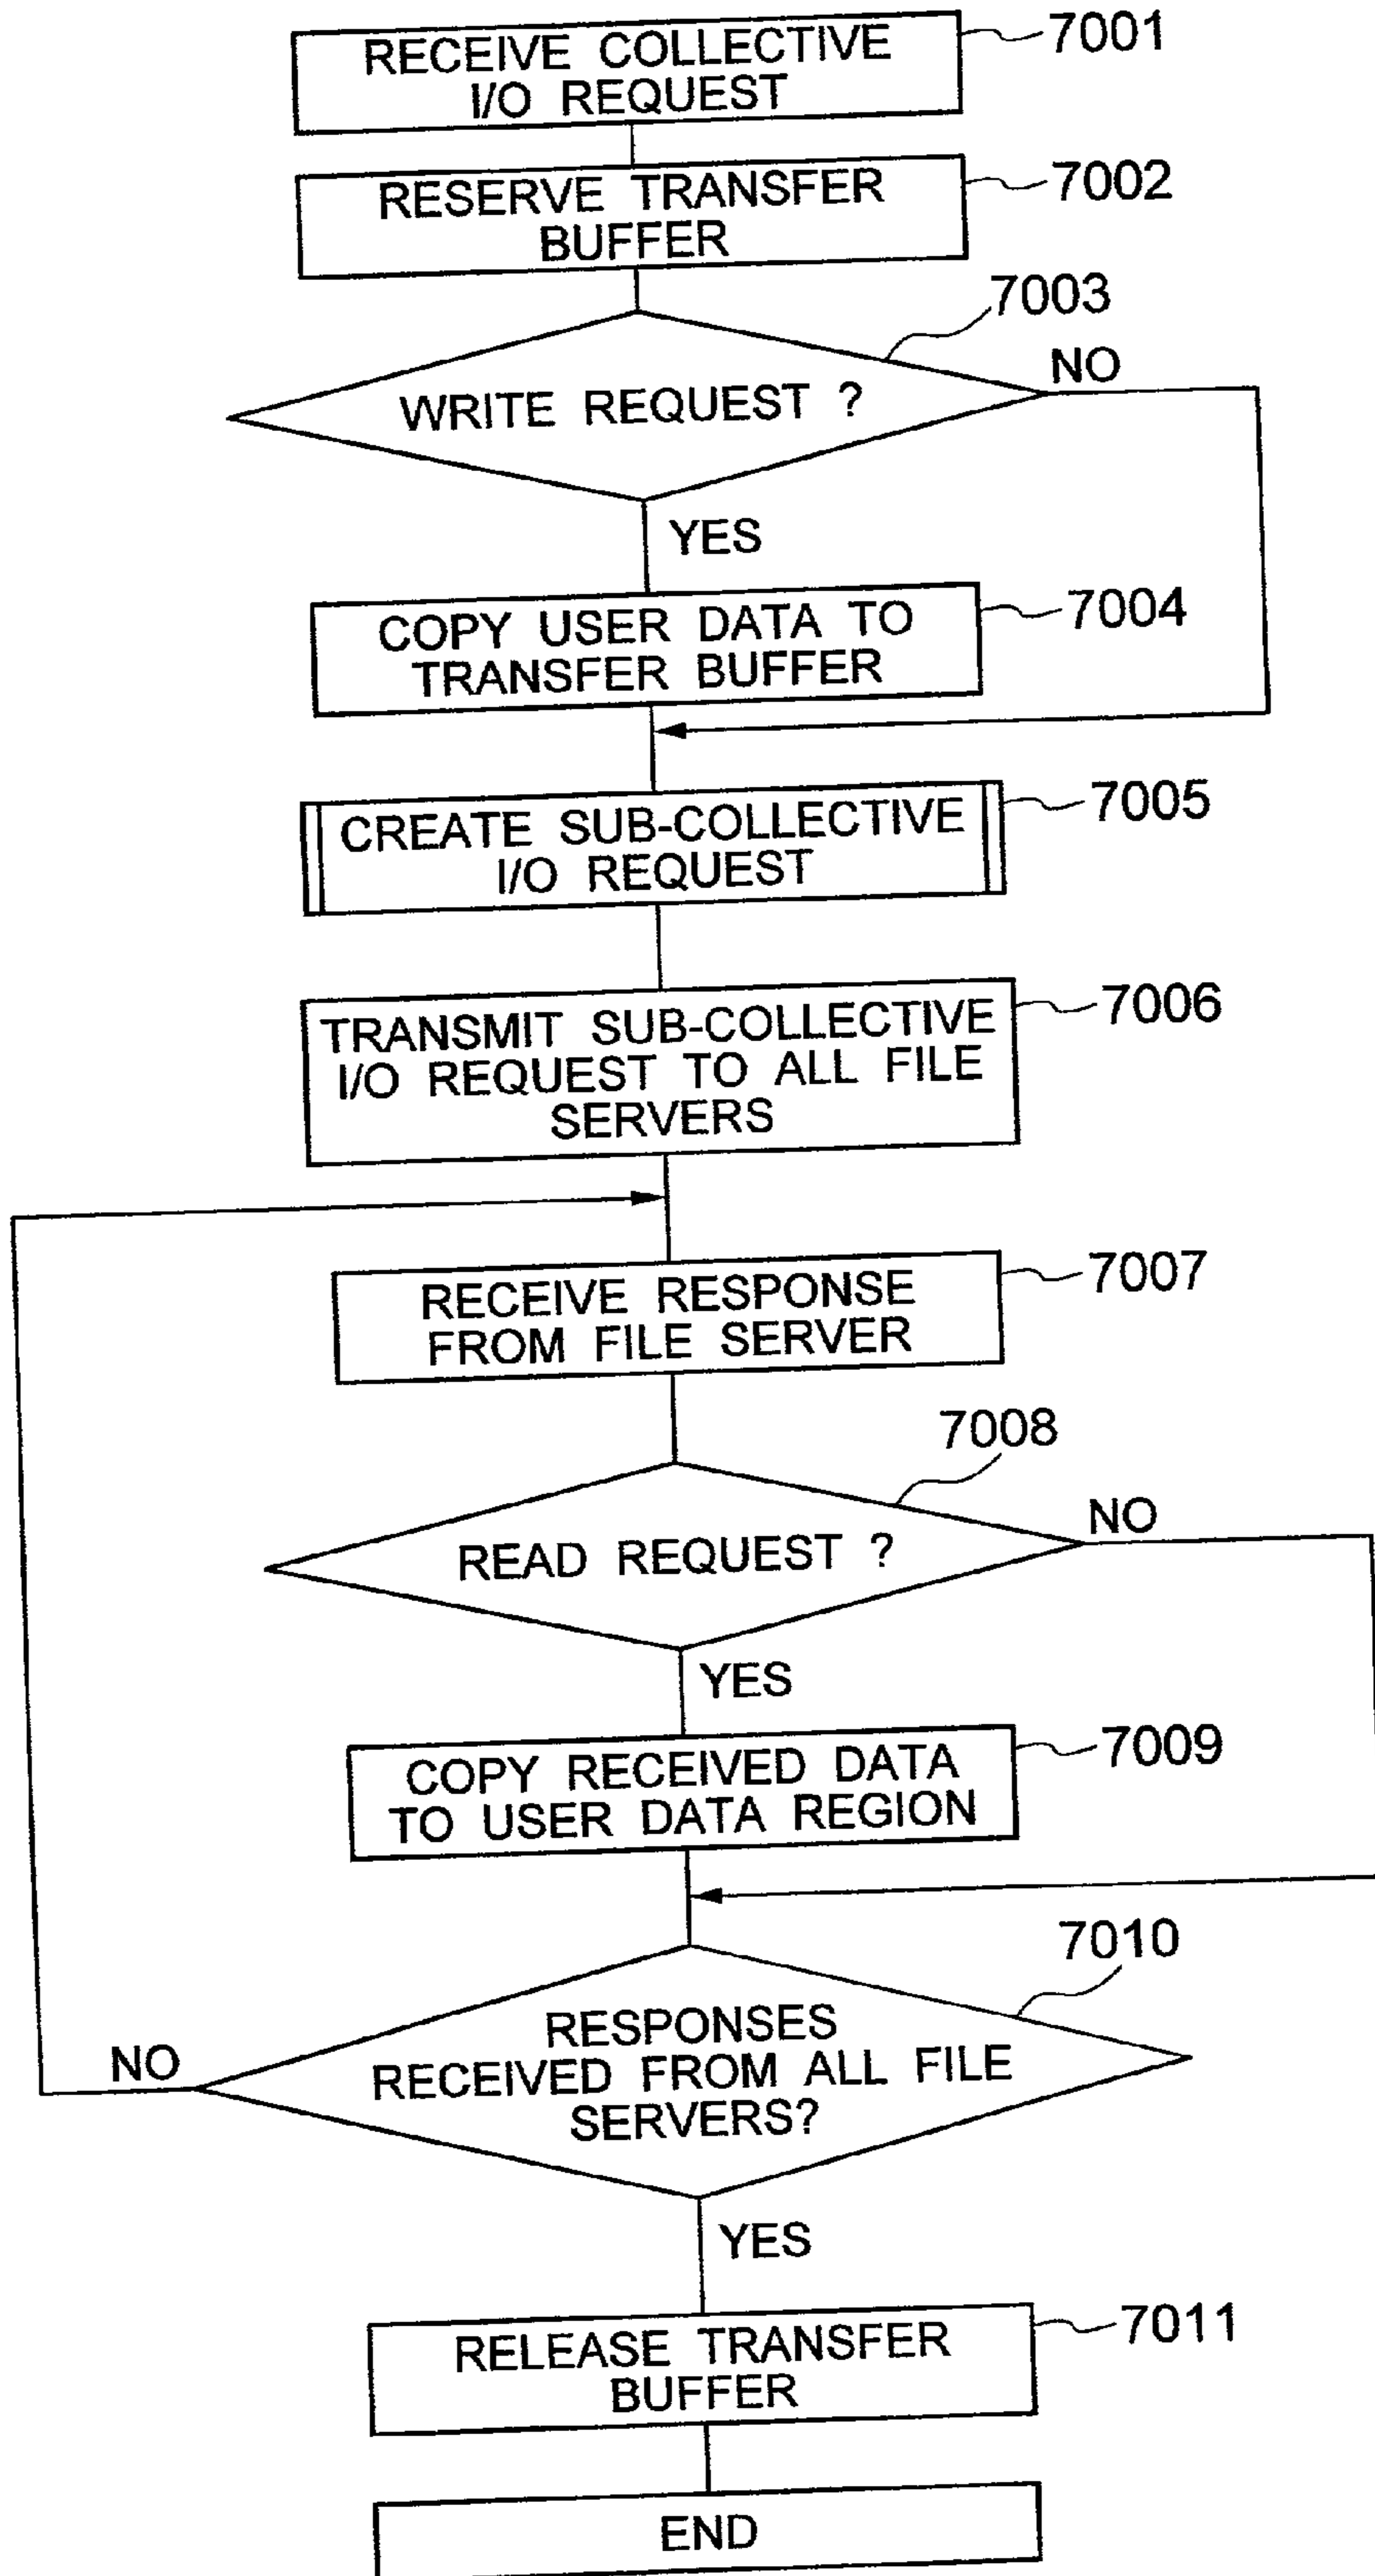 RECEIVE COLLECTIVE
I/O REQUEST
7001
RESERVE TRANSFER
BUFFER
7002
7003
WRITE REQUEST ?
NO
YES
COPY USER DATA TO
TRANSFER BUFFER
7004
CREATE SUB-COLLECTIVE
I/O REQUEST
7005
TRANSMIT SUB-COLLECTIVE
I/O REQUEST TO ALL FILE
SERVERS
7006
RECEIVE RESPONSE
FROM FILE SERVER
7007
7008
READ REQUEST ?
NO
YES
COPY RECEIVED DATA
TO USER DATA REGION
7009
7010
RESPONSES
RECEIVED FROM ALL FILE
SERVERS?
NO
YES
RELEASE TRANSFER
BUFFER
7011
END